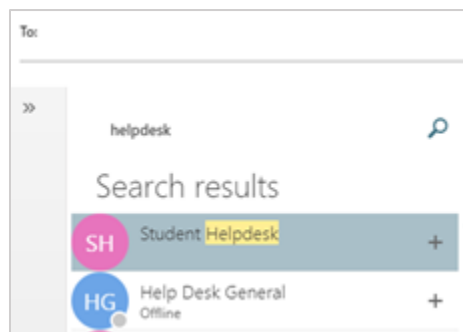 To:
»
helpdesk
Search results
SH
Student Helpdesk
+
HG
Help Desk General
+
Offline